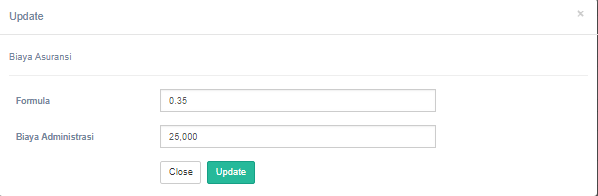 Update
×
Biaya Asuransi
Formula
0.35
Biaya Administrasi
25,000
Close
Update